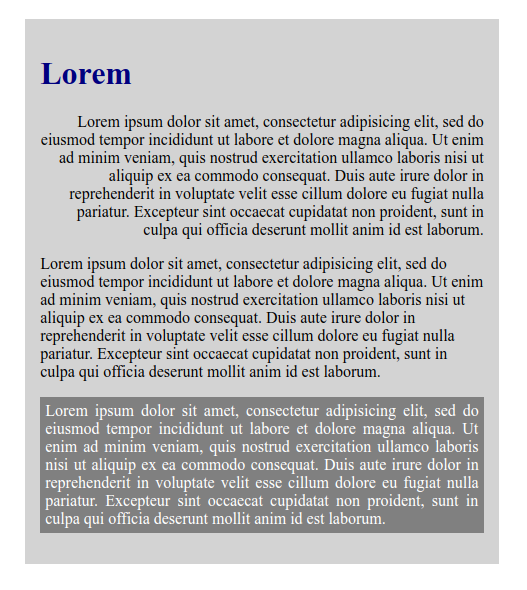 Lorem
Lorem ipsum dolor sit amet, consectetur adipisicing elit, sed do
eiusmod tempor incididunt ut labore et dolore magna aliqua. Ut enim
ad minim veniam, quis nostrud exercitation ullamco laboris nisi ut
aliquip ex ea commodo consequat. Duis aute irure dolor in
reprehenderit in voluptate velit esse cillum dolore eu fugiat nulla
pariatur. Excepteur sint occaecat cupidatat non proident, sunt in
culpa qui officia deserunt mollit anim id est laborum.
Lorem ipsum dolor sit amet, consectetur adipisicing elit, sed do
eiusmod tempor incididunt ut labore et dolore magna aliqua. Ut enim
ad minim veniam, quis nostrud exercitation ullamco laboris nisi ut
aliquip ex ea commodo consequat. Duis aute irure dolor in
reprehenderit in voluptate velit esse cillum dolore eu fugiat nulla
pariatur. Excepteur sint occaecat cupidatat non proident, sunt in
culpa qui officia deserunt mollit anim id est laborum.
Lorem ipsum dolor sit amet, consectetur adipisicing elit, sed do
eiusmod tempor incididunt ut labore et dolore magna aliqua. Ut
enim ad minim veniam, quis nostrud exercitation ullamco laboris
nisi ut aliquip ex ea commodo consequat. Duis aute irure dolor in
reprehenderit in voluptate velit esse cillum dolore eu fugiat nulla
pariatur. Excepteur sint occaecat cupidatat non proident, sunt in
culpa qui officia deserunt mollit anim id est laborum.